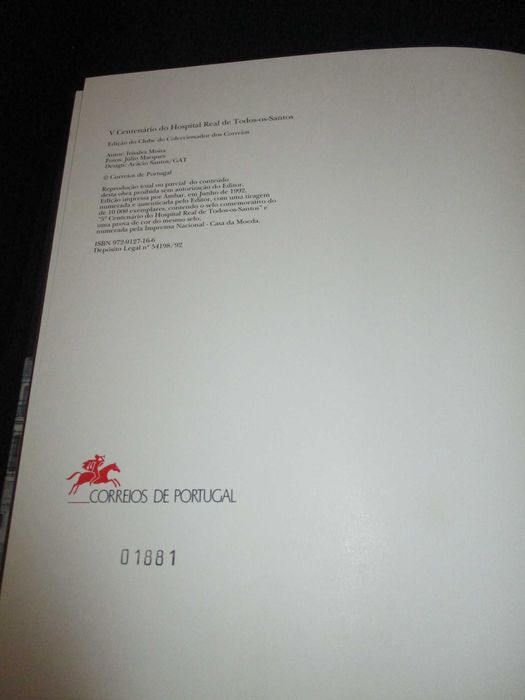 V Centenário do Hospital Real de Todos-os-Santos
Edição do Clube do Coleccionador dos Correios
Autor: Irisalva Moita
Fotos: Júlio Marques
Design: Acácio Santos/GAT
© Correios de Portugal
Reprodução total ou parcial do conteúdo
desta obra proibida sem autorização do Editor.
Edição impressa por Ambar, em Junho de 1992,
numerada e autenticada pelo Editor, com uma tiragem
de 10 000 exemplares, contendo o selo comemorativo do
"5º Centenário do Hospital Real de Todos-os-Santos" e
uma prova de cor do mesmo selo,
numerada pela Imprensa Nacional - Casa da Moeda.
ISBN 972-9127-16-6
Depósito Legal nº 54198/92
CORREIOS DE PORTUGAL
01881